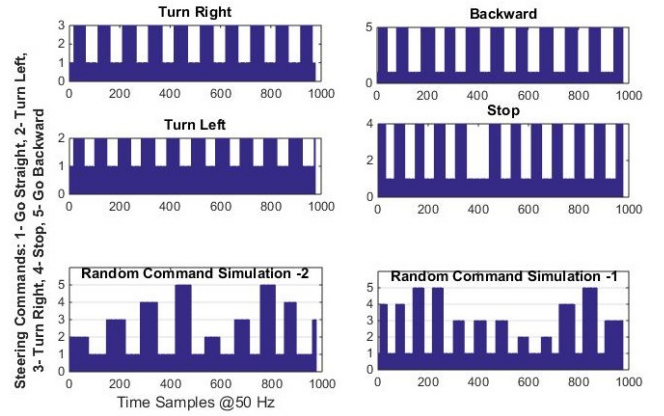 Steering Commands: 1- Go Straight, 2- Turn Left,
3- Turn Right, 4- Stop, 5- Go Backward
Turn Right
3
2
1
0
0 200 400 600 800 1000
Backward
5
0
0 200 400 600 800 1000
Turn Left
2
1
0
0 200 400 600 800 1000
Stop
4
2
0
0 200 400 600 800 1000
Random Command Simulation -2
5
4
3
2
1
0
0 200 400 600 800 1000
Time Samples @50 Hz
Random Command Simulation -1
5
4
3
2
1
0
0 200 400 600 800 1000